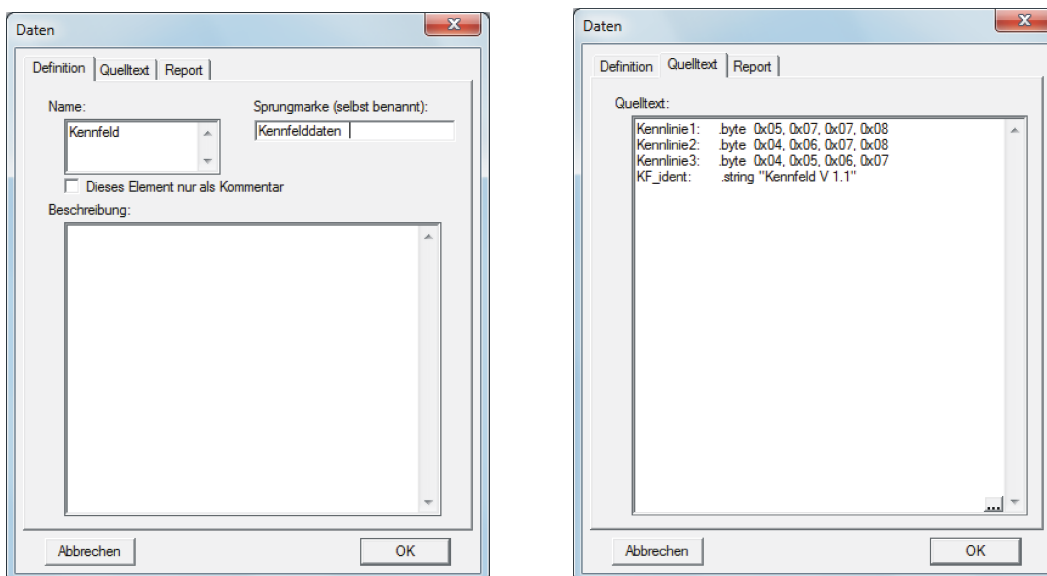 Daten
Definition Quelltext Report
Name: Sprungmarke (selbst benannt):
Kennfeld Kennfelddaten
Dieses Element nur als Kommentar
Beschreibung:
Abbrechen OK
Daten
Definition Quelltext Report
Quelltext:
Kennlinie1: .byte 0x05, 0x07, 0x07, 0x08
Kennlinie2: .byte 0x04, 0x06, 0x07, 0x08
Kennlinie3: .byte 0x04, 0x05, 0x06, 0x07
KF_ident: .string "Kennfeld V 1.1"
...
Abbrechen OK